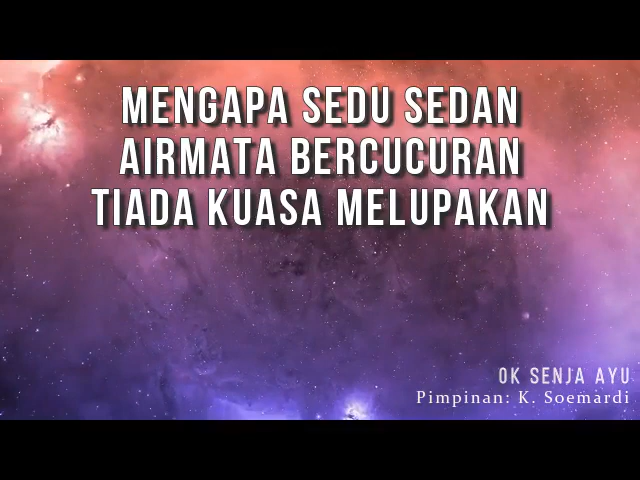 MENGAPA SEDU SEDAN
AIRMATA BERCUCURAN
TIADA KUASA MELUPAKAN
OK SENJA AYU
Pimpinan: K. Soemardi